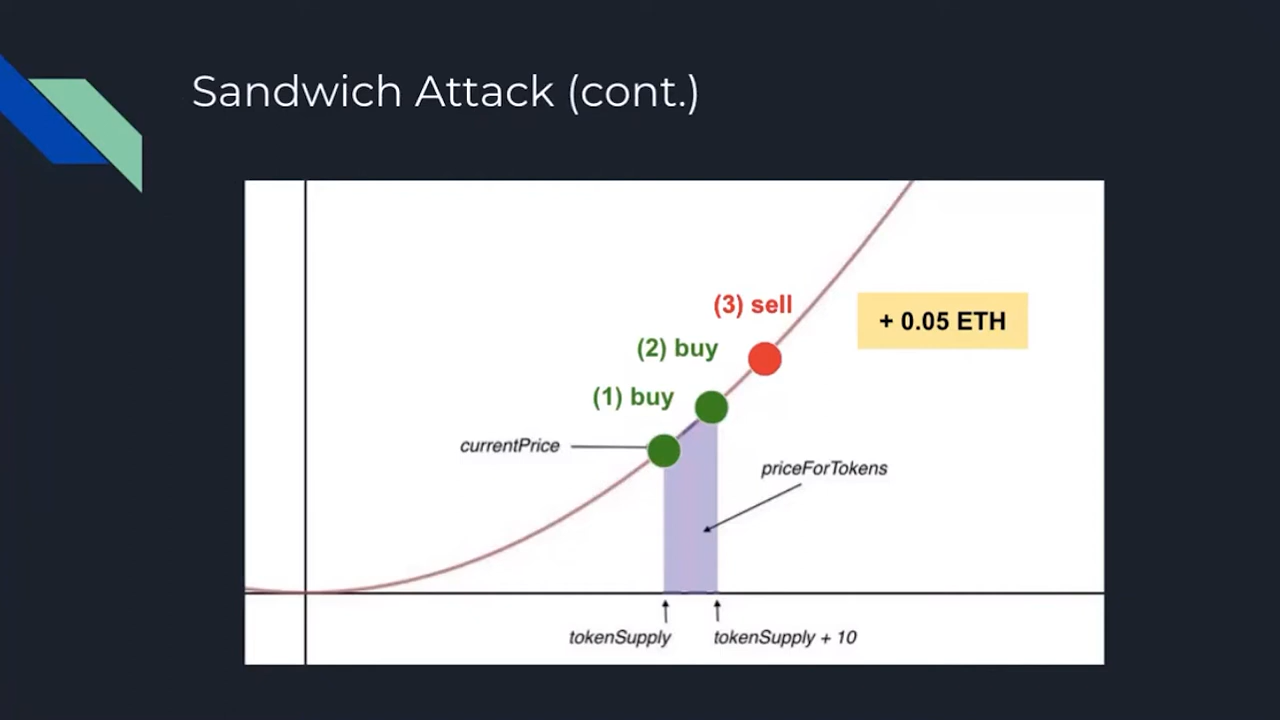 Sandwich Attack (cont.)
(3) sell
+ 0.05 ETH
(2) buy
(1) buy
currentPrice
priceForTokens
tokenSupply
tokenSupply + 10